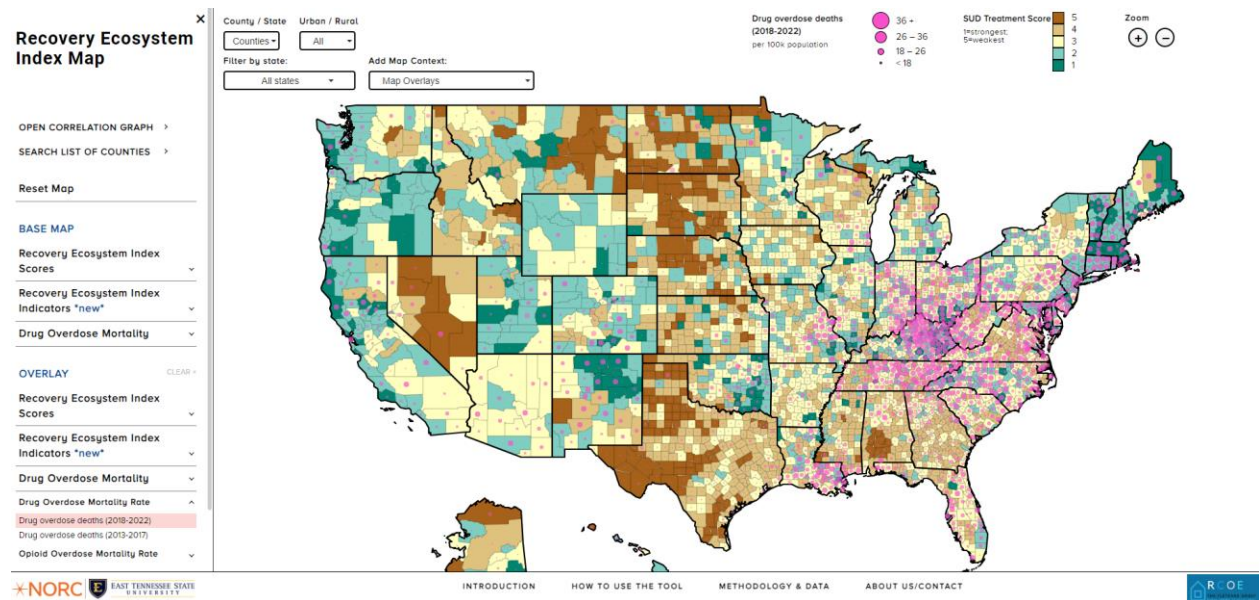 ×
Recovery Ecosystem
Index Map
OPEN CORRELATION GRAPH >
SEARCH LIST OF COUNTIES >
Reset Map
BASE MAP
Recovery Ecosystem Index
Scores
Recovery Ecosystem Index
Indicators *new*
Drug Overdose Mortality
OVERLAY CLEAR ×
Recovery Ecosystem Index
Scores
Recovery Ecosystem Index
Indicators *new*
Drug Overdose Mortality
Drug Overdose Mortality Rate
Drug overdose deaths (2018-2022)
Drug overdose deaths (2013-2017)
Opioid Overdose Mortality Rate
County / State Urban / Rural
Counties All
Filter by state: Add Map Context:
All states Map Overlays
Drug overdose deaths
(2018-2022)
per 100k population
36 +
26 – 36
18 – 26
< 18
SUD Treatment Score
1=strongest;
5=weakest
5
4
3
2
1
Zoom
+ −
NORC
E
EAST TENNESSEE STATE
UNIVERSITY
INTRODUCTION HOW TO USE THE TOOL METHODOLOGY & DATA ABOUT US/CONTACT
RCOE